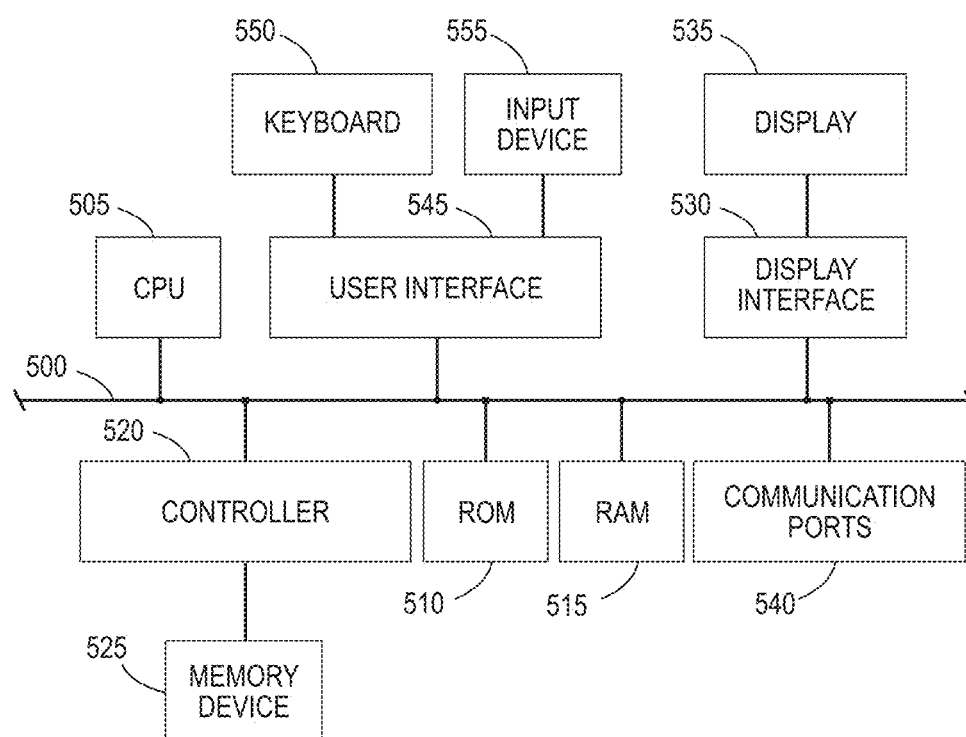 550
555
535
KEYBOARD
INPUT
DEVICE
DISPLAY
505
545
530
CPU
USER INTERFACE
DISPLAY
INTERFACE
500
520
CONTROLLER
ROM
RAM
COMMUNICATION
PORTS
510
515
540
525
MEMORY
DEVICE